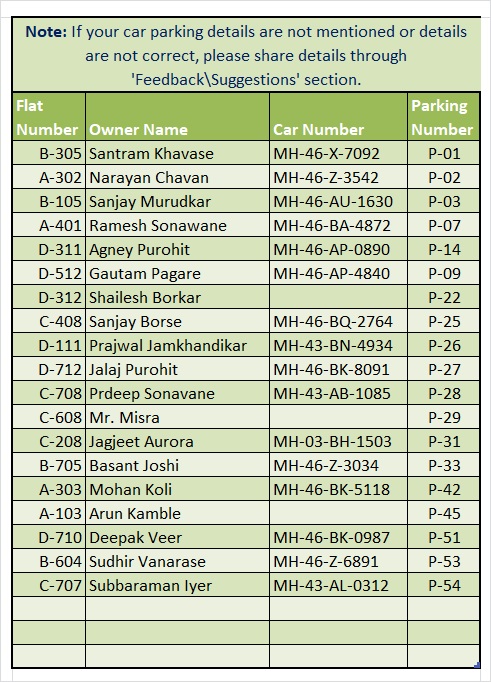 Note: If your car parking details are not mentioned or details
are not correct, please share details through
'Feedback\Suggestions' section.
Flat Number Owner Name Car Number Parking Number
B-305 Santram Khavase MH-46-X-7092 P-01
A-302 Narayan Chavan MH-46-Z-3542 P-02
B-105 Sanjay Murudkar MH-46-AU-1630 P-03
A-401 Ramesh Sonawane MH-46-BA-4872 P-07
D-311 Agney Purohit MH-46-AP-0890 P-14
D-512 Gautam Pagare MH-46-AP-4840 P-09
D-312 Shailesh Borkar P-22
C-408 Sanjay Borse MH-46-BQ-2764 P-25
D-111 Prajwal Jamkhandikar MH-43-BN-4934 P-26
D-712 Jalaj Purohit MH-46-BK-8091 P-27
C-708 Prdeep Sonavane MH-43-AB-1085 P-28
C-608 Mr. Misra P-29
C-208 Jagjeet Aurora MH-03-BH-1503 P-31
B-705 Basant Joshi MH-46-Z-3034 P-33
A-303 Mohan Koli MH-46-BK-5118 P-42
A-103 Arun Kamble P-45
D-710 Deepak Veer MH-46-BK-0987 P-51
B-604 Sudhir Vanarase MH-46-Z-6891 P-53
C-707 Subbaraman Iyer MH-43-AL-0312 P-54